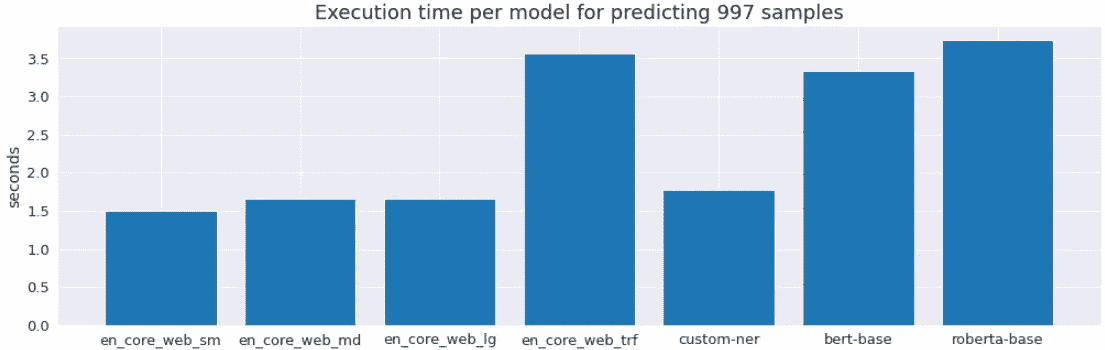 Execution time per model for predicting 997 samples
seconds
3.5
3.0
2.5
2.0
1.5
1.0
0.5
0.0
en_core_web_sm en_core_web_md en_core_web_lg en_core_web_trf custom-ner bert-base roberta-base